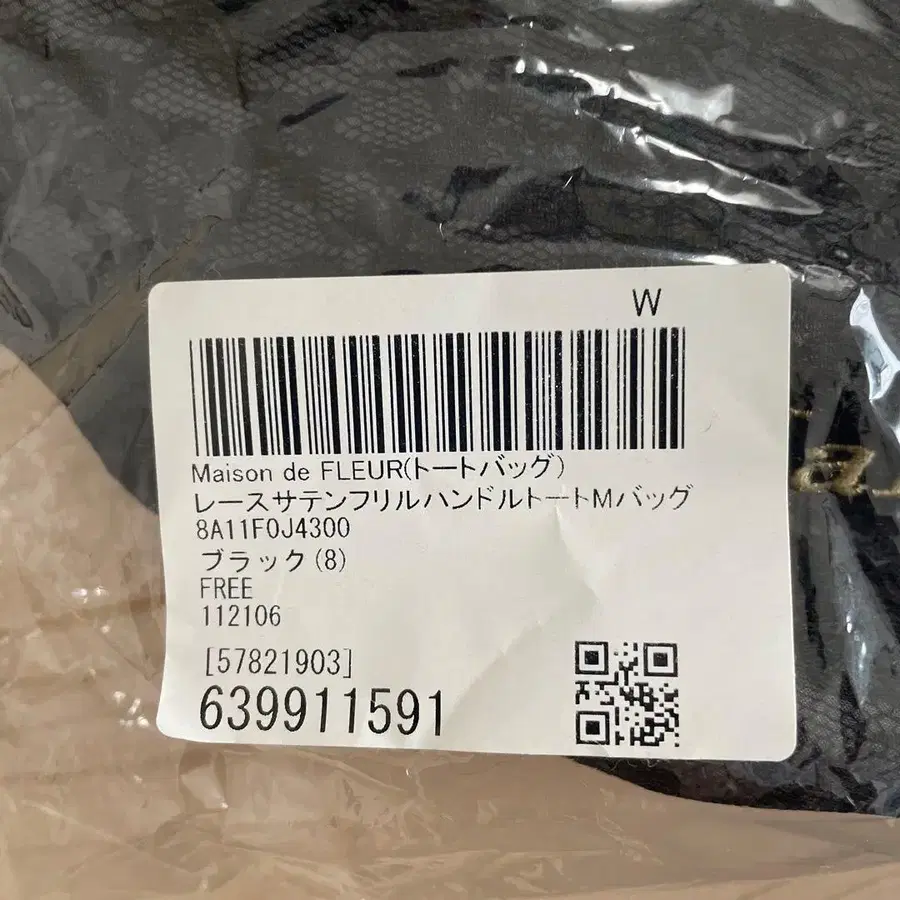 W
Maison de FLEUR(トートバッグ)
レースサテンフリルハンドルトートMバッグ
8A11F0J4300
ブラック(8)
FREE
112106
[57821903]
639911591
a